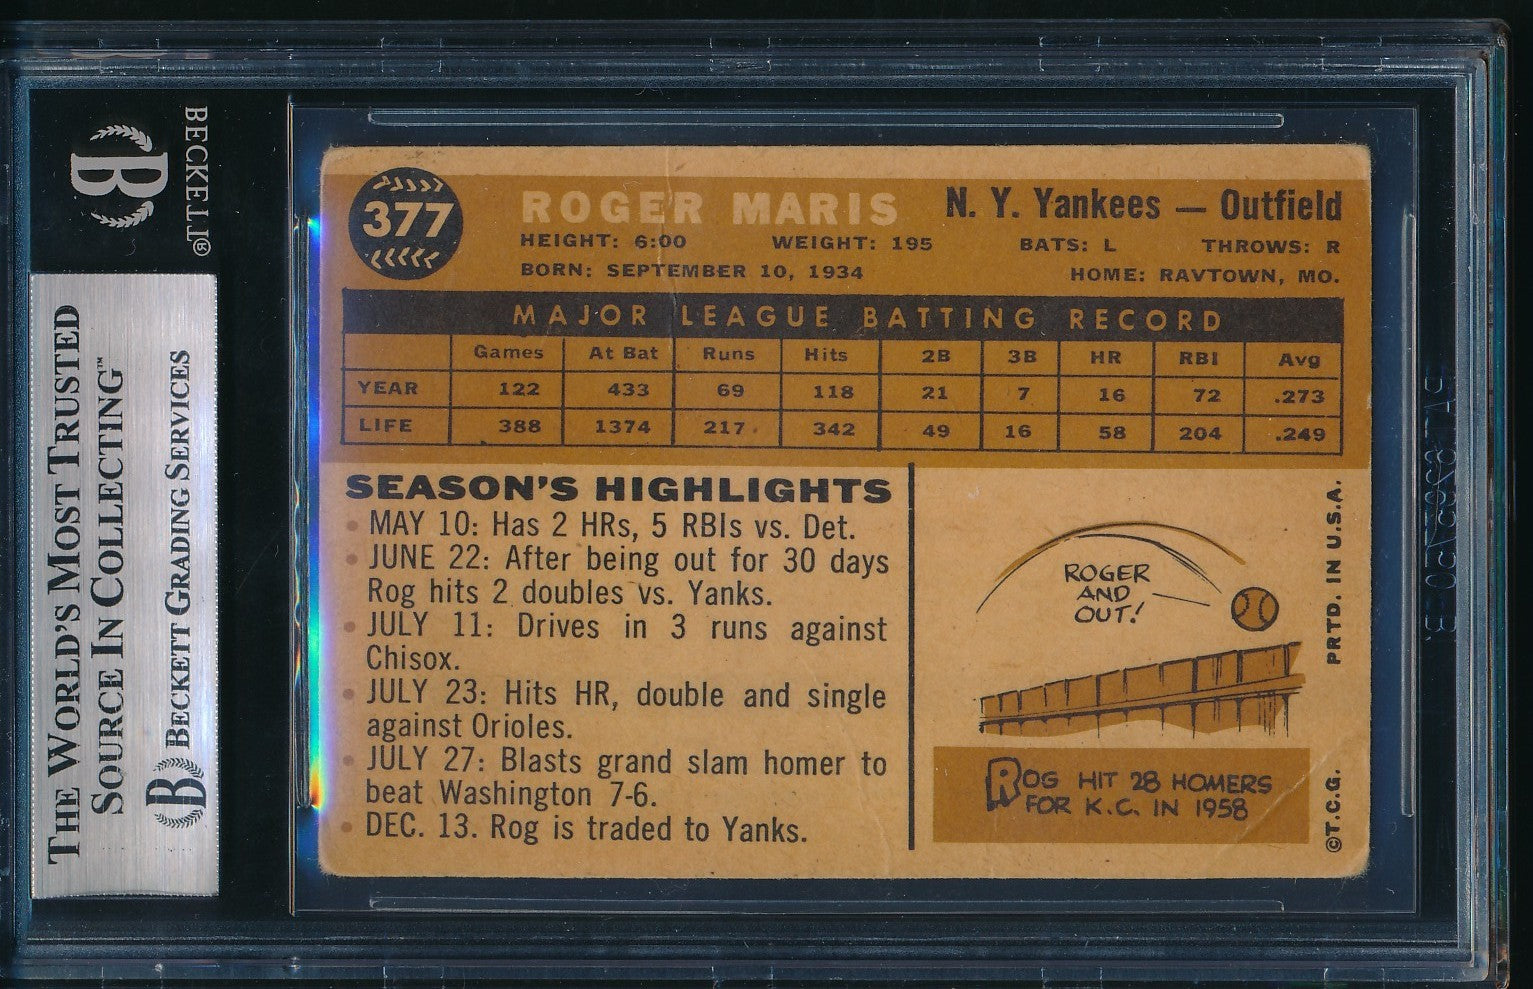 BECKETT®
B
THE WORLD'S MOST TRUSTED
SOURCE IN COLLECTING™
BECKETT GRADING SERVICES
B
377
ROGER MARIS
N. Y. Yankees — Outfield
HEIGHT: 6:00 WEIGHT: 195 BATS: L THROWS: R
BORN: SEPTEMBER 10, 1934 HOME: RAYTOWN, MO.
MAJOR LEAGUE BATTING RECORD
Games At Bat Runs Hits 2B 3B HR RBI Avg
YEAR 122 433 69 118 21 7 16 72 .273
LIFE 388 1374 217 342 49 16 58 204 .249
SEASON'S HIGHLIGHTS
• MAY 10: Has 2 HRs, 5 RBIs vs. Det.
• JUNE 22: After being out for 30 days
Rog hits 2 doubles vs. Yanks.
• JULY 11: Drives in 3 runs against
Chisox.
• JULY 23: Hits HR, double and single
against Orioles.
• JULY 27: Blasts grand slam homer to
beat Washington 7-6.
• DEC. 13. Rog is traded to Yanks.
ROGER
AND
OUT!
ROG HIT 28 HOMERS
FOR K.C. IN 1958
©T.C.G. PRTD. IN U.S.A.